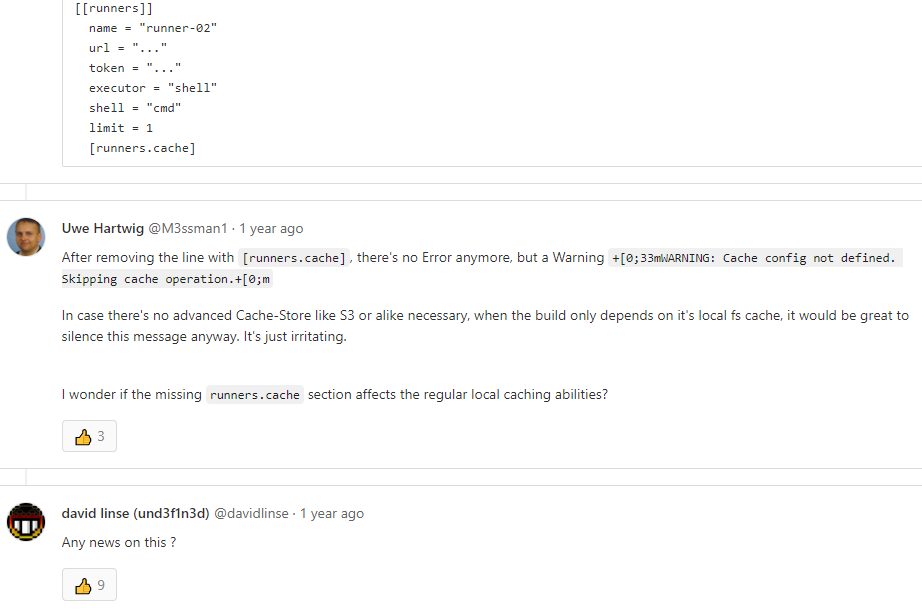 [[runners]]
name = "runner-02"
url = "..."
token = "..."
executor = "shell"
shell = "cmd"
limit = 1
[runners.cache]
Uwe Hartwig @M3ssman1 · 1 year ago
After removing the line with [runners.cache], there's no Error anymore, but a Warning +[0;33mWARNING: Cache config not defined.
Skipping cache operation.+[0;m
In case there's no advanced Cache-Store like S3 or alike necessary, when the build only depends on it's local fs cache, it would be great to
silence this message anyway. It's just irritating.
I wonder if the missing runners.cache section affects the regular local caching abilities?
3
david linse (und3f1n3d) @davidlinse · 1 year ago
Any news on this ?
9